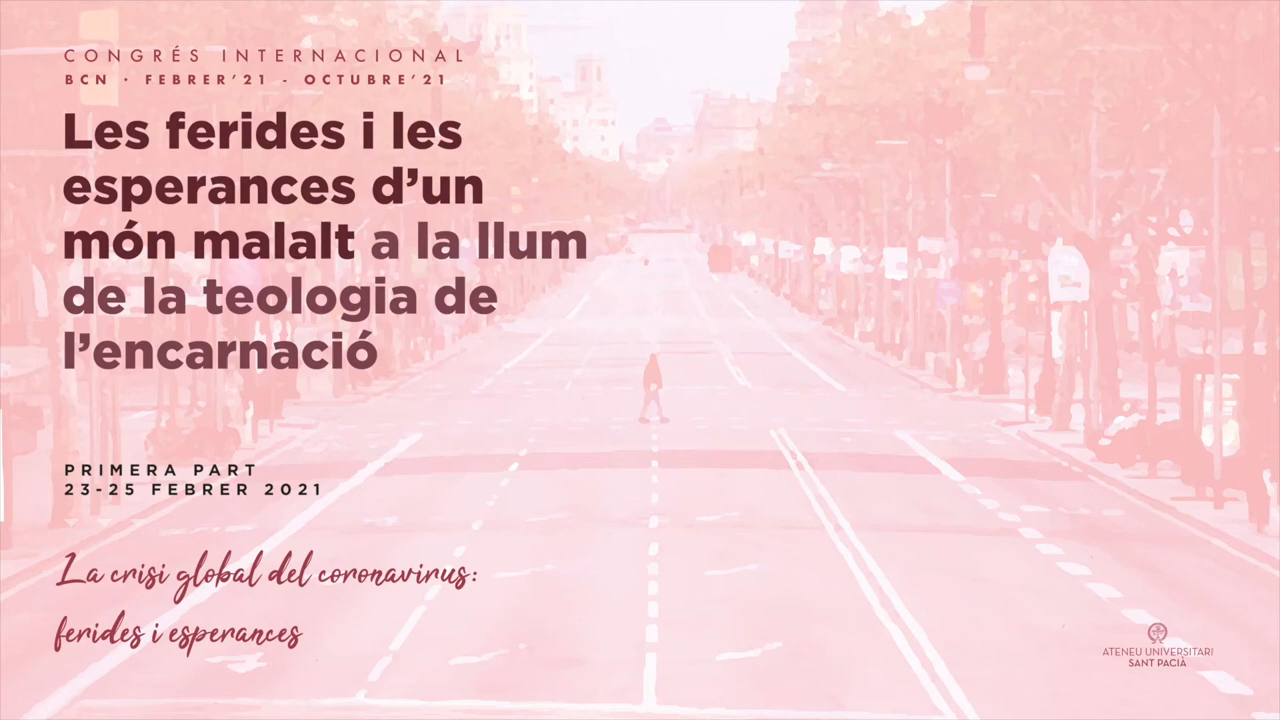 CONGRÉS INTERNACIONAL
BCN · FEBRER'21 - OCTUBRE'21
Les ferides i les
esperances d'un
món malalt a la llum
de la teologia de
l'encarnació
PRIMERA PART
23-25 FEBRER 2021
La crisi global del coronavirus:
ferides i esperances
ATENEU UNIVERSITARI
SANT PACIÀ